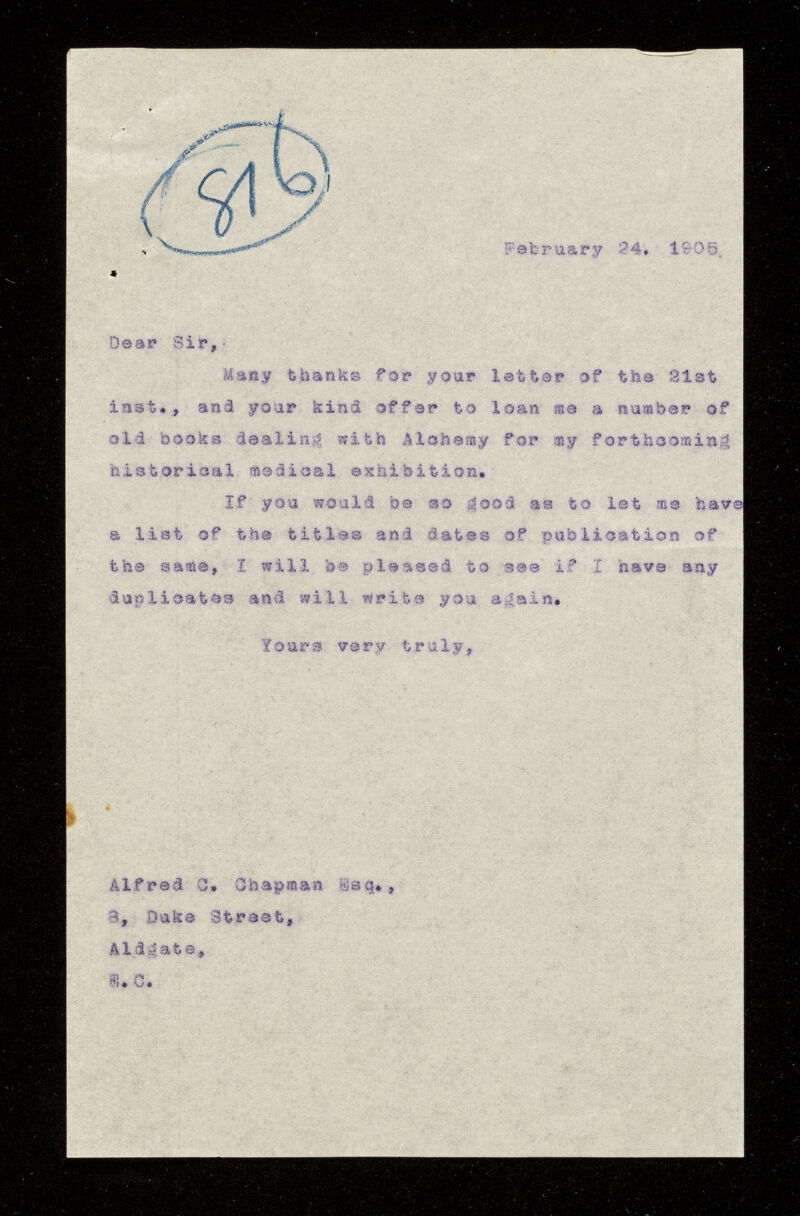 816
February 24. 1905.
Dear Sir,
Many thanks for your letter of the 21st
inst., and your kind offer to loan me a number of
old books dealing with Alchemy for my forthcoming
historical medical exhibition.
If you would be so good as to let me have
a list of the titles and dates of publication of
the same, I will be pleased to see if I have any
duplicates and will write you again.
Yours very truly,
Alfred C. Chapman Esq.,
8, Duke Street,
Aldgate,
E.C.